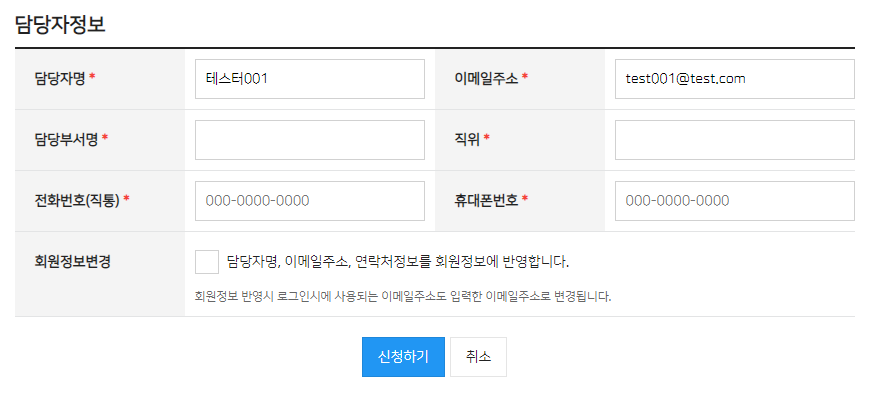 담당자정보
담당자명 * 테스터001 이메일주소 * test001@test.com
담당부서명 * 직위 *
전화번호(직통) * 000-0000-0000 휴대폰번호 * 000-0000-0000
회원정보변경 담당자명, 이메일주소, 연락처정보를 회원정보에 반영합니다.
회원정보 반영시 로그인시에 사용되는 이메일주소도 입력한 이메일주소로 변경됩니다.
신청하기 취소